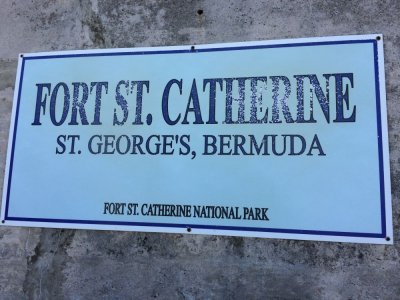 FORT ST. CATHERINE
ST. GEORGE'S, BERMUDA
FORT ST. CATHERINE NATIONAL PARK